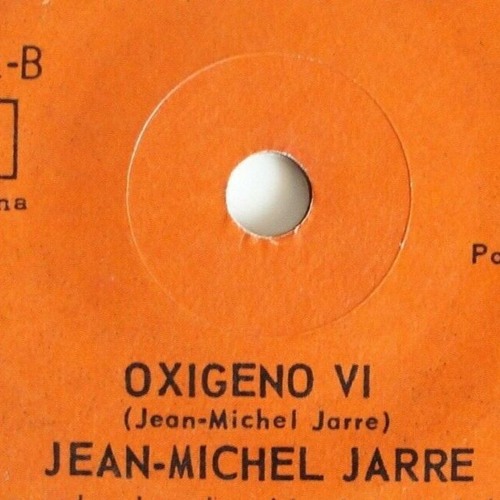 -B
na
Po
OXIGENO VI
(Jean-Michel Jarre)
JEAN-MICHEL JARRE